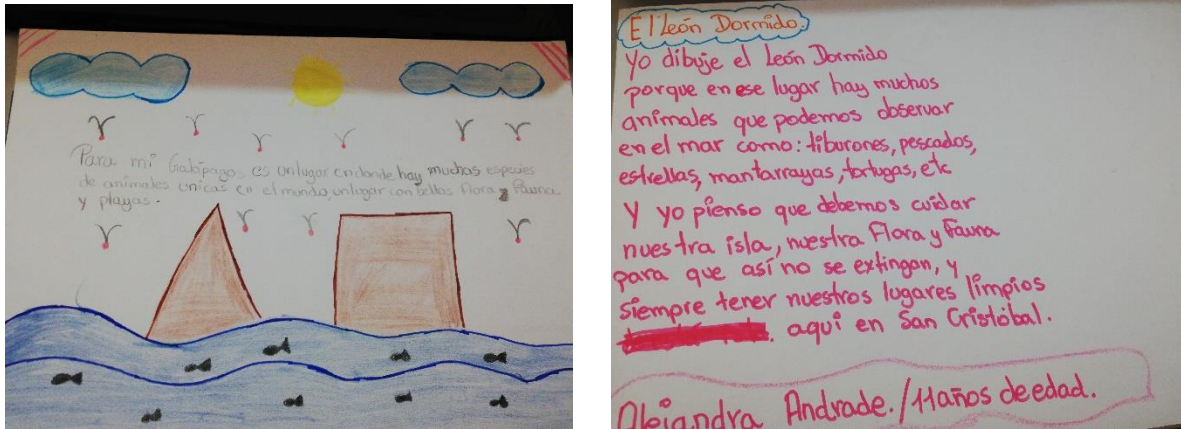 Para mi Galápagos es un lugar en donde hay muchas especies
de animales unicas en el mundo, un lugar con bellas flora y fauna
y playas.
El León Dormido.
Yo dibuje el León Dormido
porque en ese lugar hay muchos
animales que podemos observar
en el mar como: tiburones, pescados,
estrellas, mantarrayas, tortugas, etc
Y yo pienso que debemos cuidar
nuestra isla, nuestra Flora y Fauna
para que así no se extingan, y
siempre tener nuestros lugares limpios
aquí en San Cristóbal.
Alejandra Andrade. / 11 años de edad.